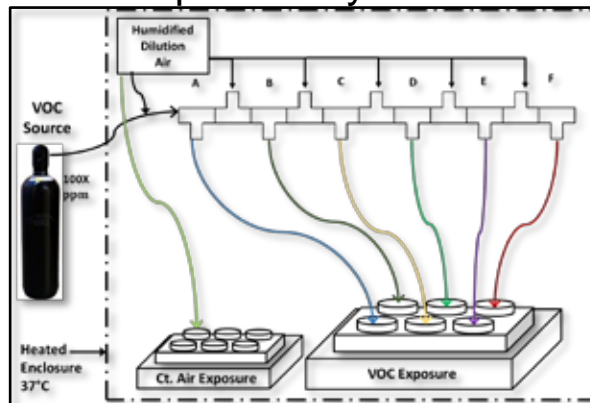 Humidified
Dilution
Air
A
B
C
D
E
F
VOC
Source
100X
ppm
Heated
Enclosure
37°C
Ct. Air Exposure
VOC Exposure